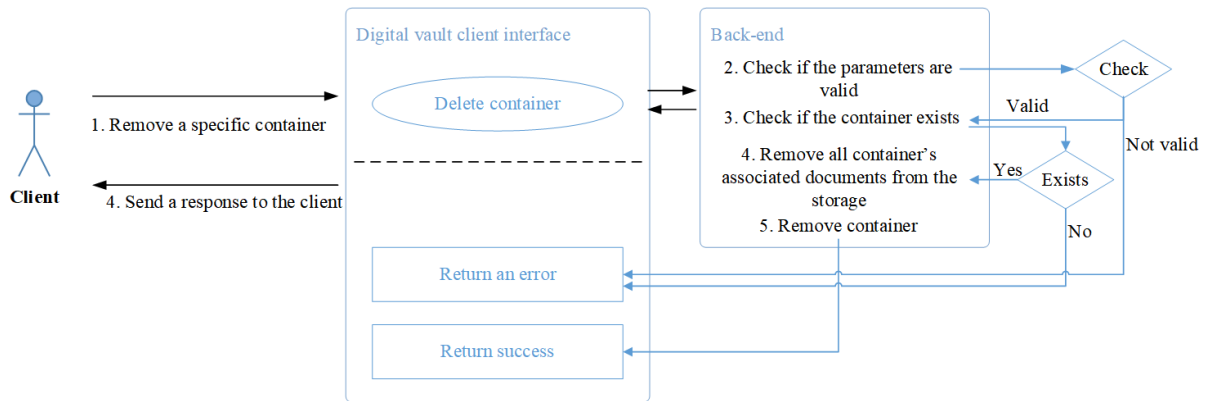 Digital vault client interface
Back-end
2. Check if the parameters are
valid
Check
Delete container
Valid
1. Remove a specific container
3. Check if the container exists
Not valid
4. Remove all container's
associated documents from the
storage
Yes
Exists
Client
4. Send a response to the client
5. Remove container
No
Return an error
Return success